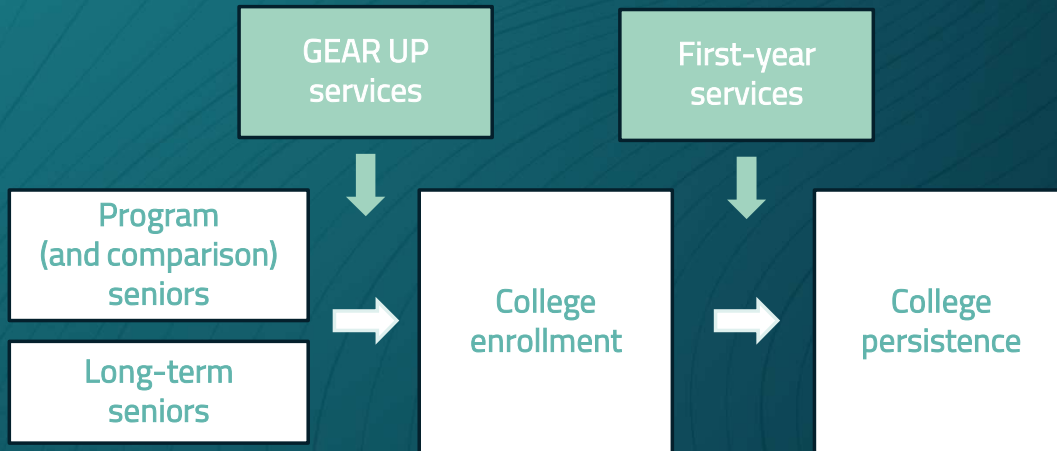 GEAR UP
services
First-year
services
Program
(and comparison)
seniors
Long-term
seniors
College
enrollment
College
persistence